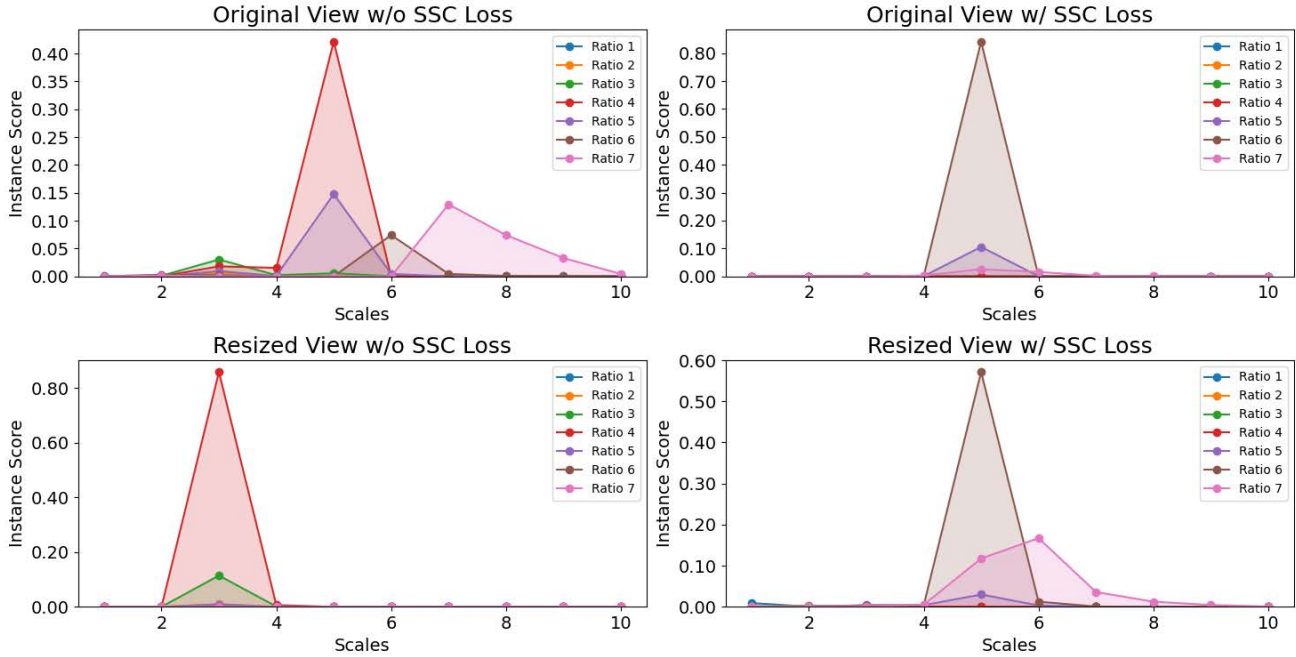 Original View w/o SSC Loss
Instance Score
0.40
0.35
0.30
0.25
0.20
0.15
0.10
0.05
0.00
2
4
6
8
10
Scales
Ratio 1
Ratio 2
Ratio 3
Ratio 4
Ratio 5
Ratio 6
Ratio 7
Original View w/ SSC Loss
Instance Score
0.80
0.70
0.60
0.50
0.40
0.30
0.20
0.10
0.00
2
4
6
8
10
Scales
Ratio 1
Ratio 2
Ratio 3
Ratio 4
Ratio 5
Ratio 6
Ratio 7
Resized View w/o SSC Loss
Instance Score
0.80
0.60
0.40
0.20
0.00
2
4
6
8
10
Scales
Ratio 1
Ratio 2
Ratio 3
Ratio 4
Ratio 5
Ratio 6
Ratio 7
Resized View w/ SSC Loss
Instance Score
0.60
0.50
0.40
0.30
0.20
0.10
0.00
2
4
6
8
10
Scales
Ratio 1
Ratio 2
Ratio 3
Ratio 4
Ratio 5
Ratio 6
Ratio 7